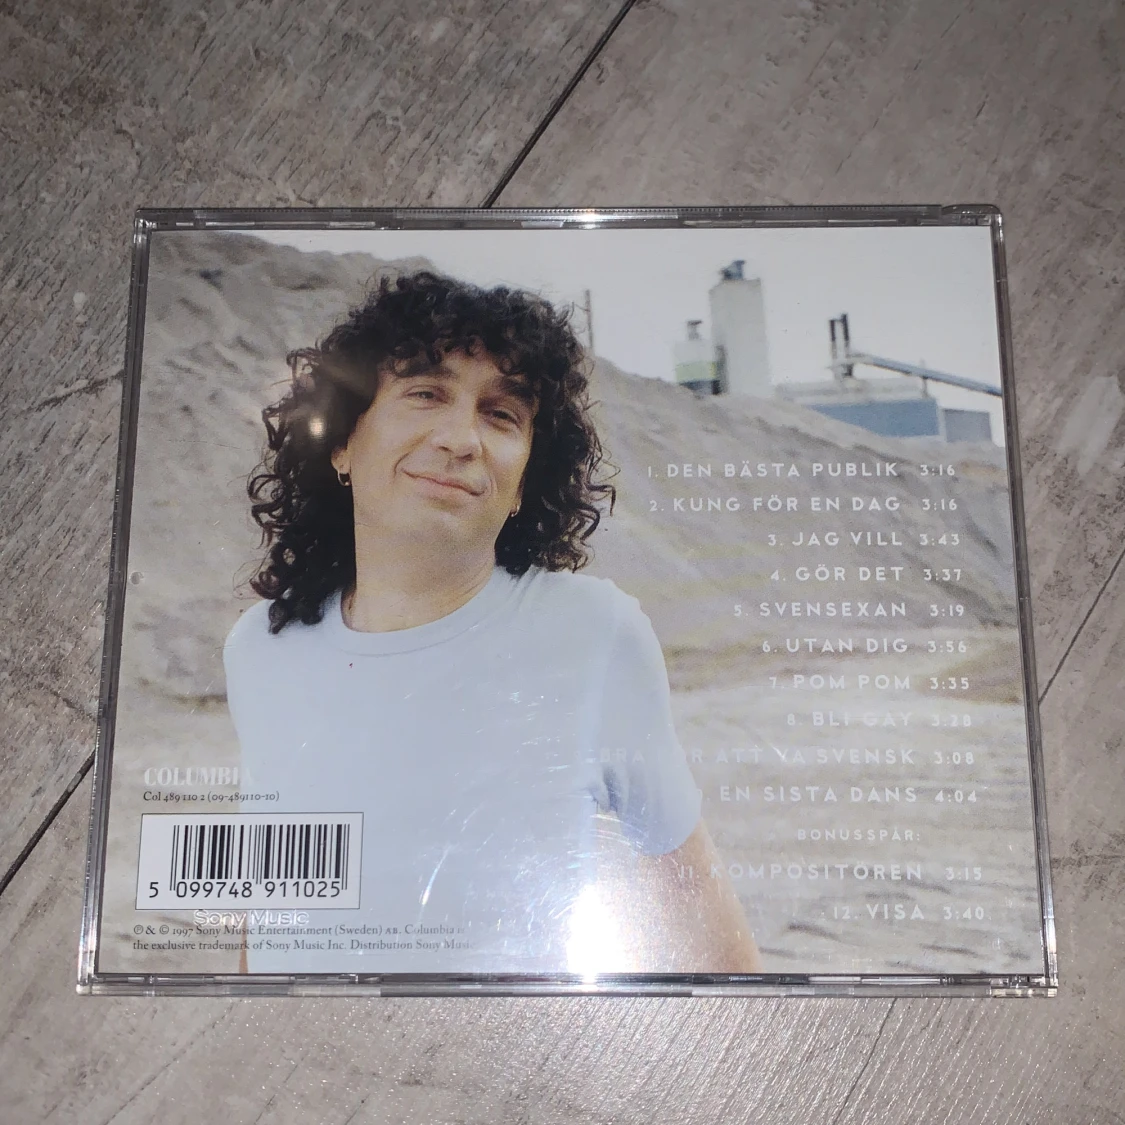 1. DEN BÄSTA PUBLIK 3:16
2. KUNG FÖR EN DAG 3:16
3. JAG VILL 3:43
4. GÖR DET 3:37
5. SVENSEXAN 3:19
6. UTAN DIG 3:56
7. POM POM 3:35
8. BLI GAY 3:28
BRA ATT VA SVENSK 3:08
EN SISTA DANS 4:04
BONUSSPÅR:
11. KOMPOSITÖREN 3:15
12. VISA 3:40
COLUMBIA
Col 489 110 2 (09-489110-10)
5 099748 911025
Sony Music
℗ & © 1997 Sony Music Entertainment (Sweden) AB. Columbia is
the exclusive trademark of Sony Music Inc. Distribution Sony Music